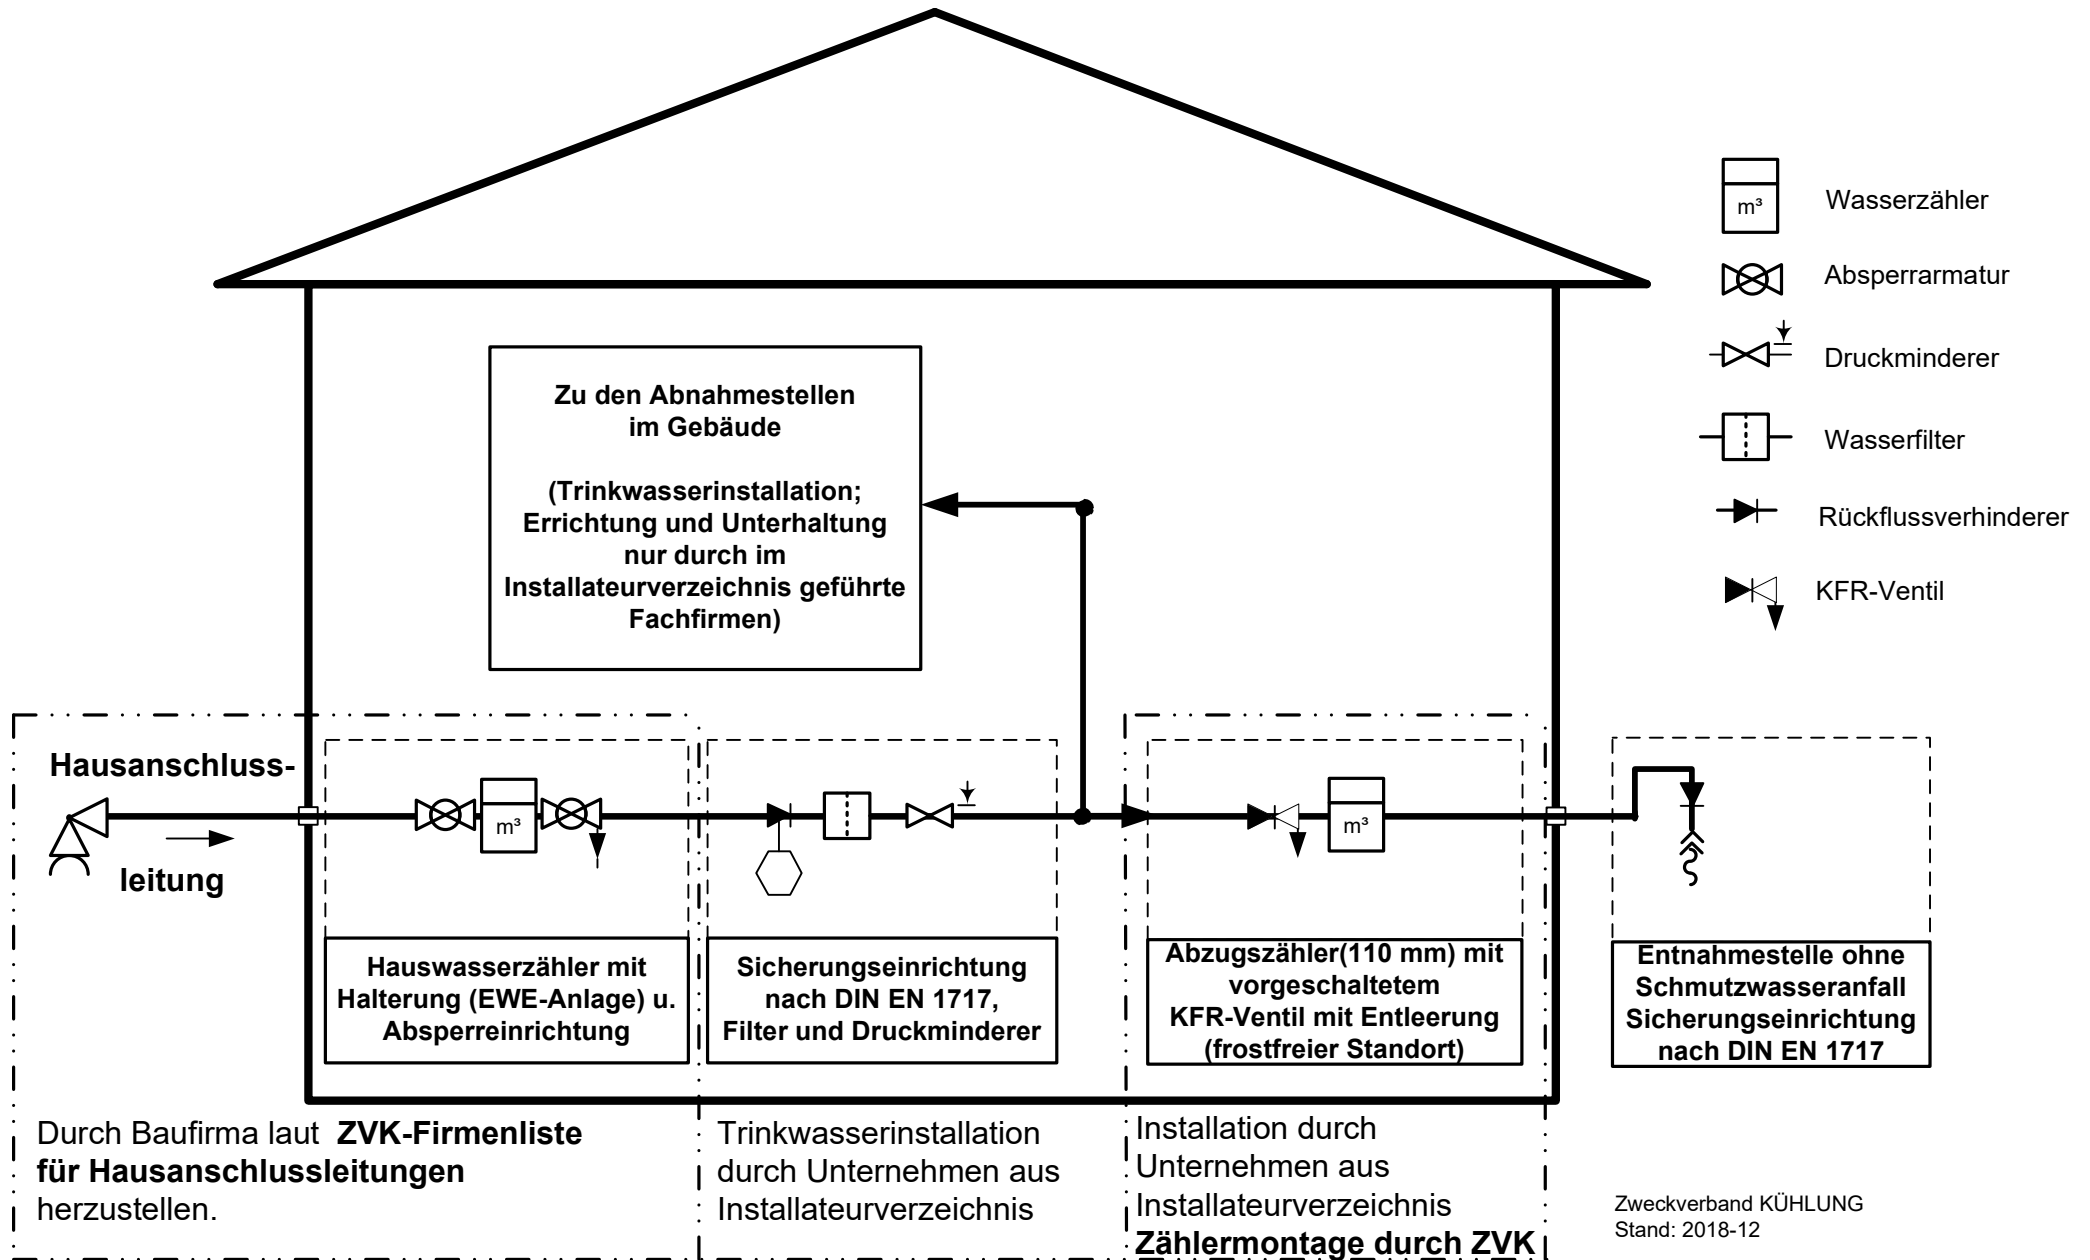 Wasserzähler
m³
Absperrarmatur
Druckminderer
Wasserfilter
Rückflussverhinderer
KFR-Ventil
Zu den Abnahmestellen
im Gebäude
(Trinkwasserinstallation;
Errichtung und Unterhaltung
nur durch im
Installateurverzeichnis geführte
Fachfirmen)
Hausanschluss-
leitung
m³
m³
Hauswasserzähler mit
Halterung (EWE-Anlage) u.
Absperreinrichtung
Sicherungseinrichtung
nach DIN EN 1717,
Filter und Druckminderer
Abzugszähler(110 mm) mit
vorgeschaltetem
KFR-Ventil mit Entleerung
(frostfreier Standort)
Entnahmestelle ohne
Schmutzwasseranfall
Sicherungseinrichtung
nach DIN EN 1717
Durch Baufirma laut ZVK-Firmenliste
für Hausanschlussleitungen
herzustellen.
Trinkwasserinstallation
durch Unternehmen aus
Installateurverzeichnis
Installation durch
Unternehmen aus
Installateurverzeichnis
Zählermontage durch ZVK
Zweckverband KÜHLUNG
Stand: 2018-12